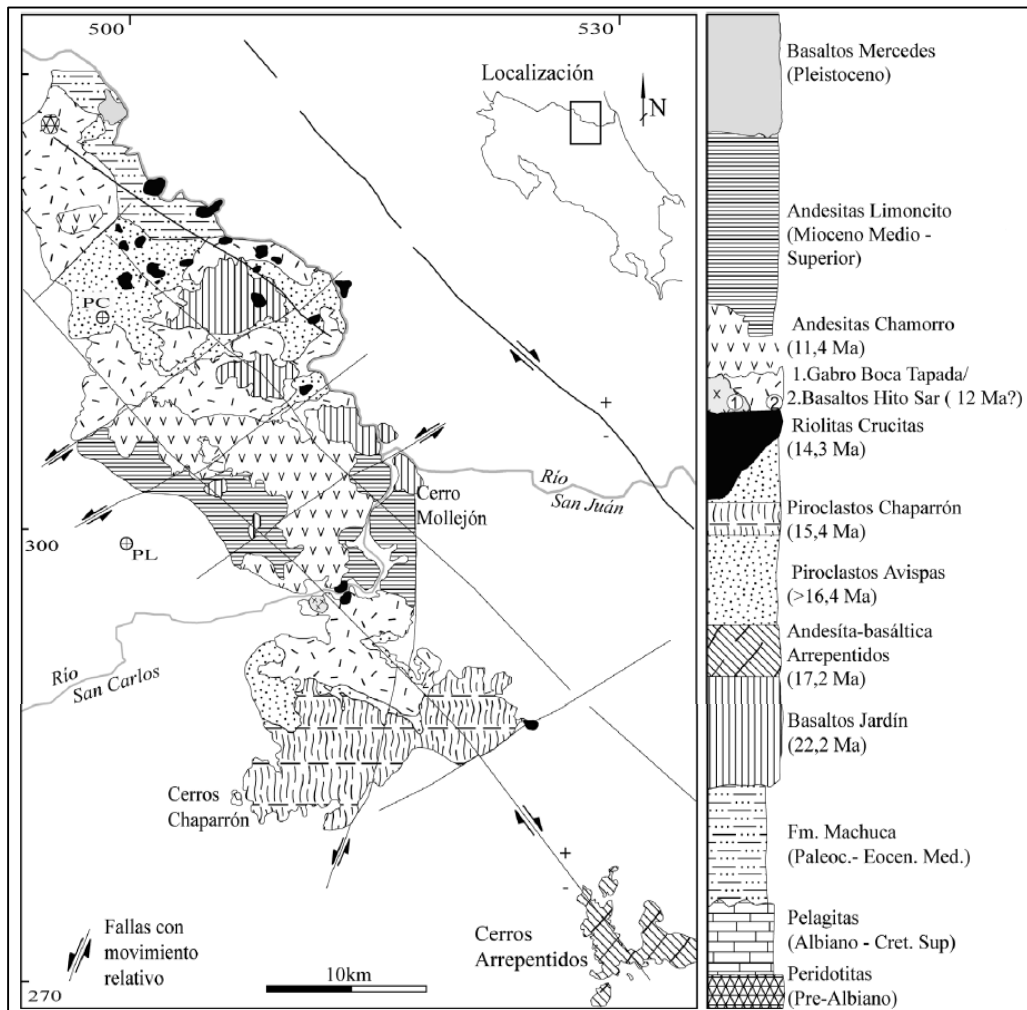 500
530
Localización
N
PC
+
-
Río
San Juán
Cerro
Mollejón
300
PL
Río
San Carlos
Cerros
Chaparrón
+
-
Fallas con
movimiento
relativo
10km
Cerros
Arrepentidos
270
Basaltos Mercedes
(Pleistoceno)
Andesitas Limoncito
(Mioceno Medio -
Superior)
Andesitas Chamorro
(11,4 Ma)
1.Gabro Boca Tapada/
2.Basaltos Hito Sar ( 12 Ma?)
x
1
2
Riolitas Crucitas
(14,3 Ma)
Piroclastos Chaparrón
(15,4 Ma)
Piroclastos Avispas
(>16,4 Ma)
Andesíta-basáltica
Arrepentidos
(17,2 Ma)
Basaltos Jardín
(22,2 Ma)
Fm. Machuca
(Paleoc.- Eocen. Med.)
Pelagitas
(Albiano - Cret. Sup)
Peridotitas
(Pre-Albiano)